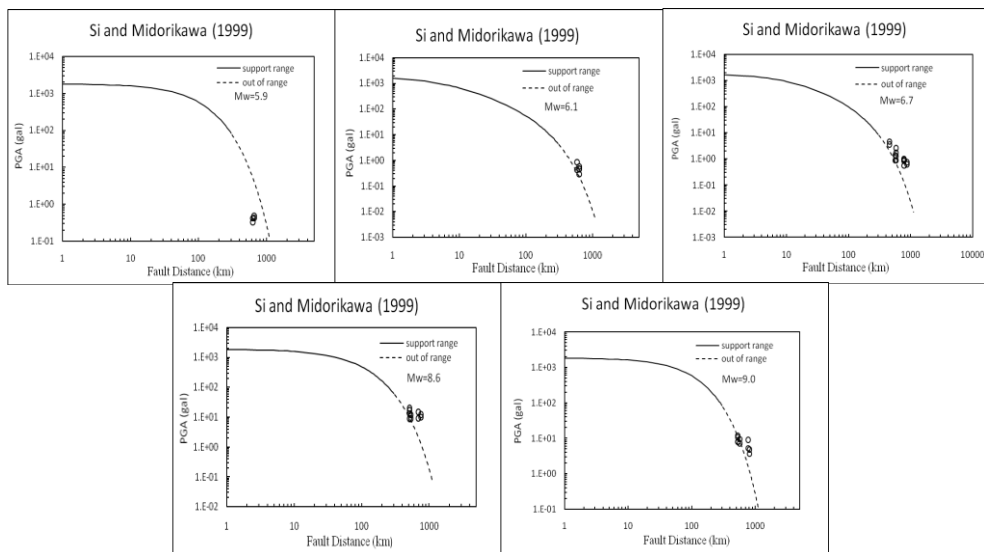 Si and Midorikawa (1999)
1.E+04
1.E+03
1.E+02
1.E+01
1.E+00
1.E-01
PGA (gal)
support range
out of range
Mw=5.9
1
10
100
1000
Fault Distance (km)
Si and Midorikawa (1999)
1.E+04
1.E+03
1.E+02
1.E+01
1.E+00
1.E-01
1.E-02
1.E-03
PGA (gal)
support range
out of range
Mw=6.1
1
10
100
1000
Fault Distance (km)
Si and Midorikawa (1999)
1.E+04
1.E+03
1.E+02
1.E+01
1.E+00
1.E-01
1.E-02
1.E-03
PGA (gal)
support range
out of range
Mw=6.7
1
10
100
1000
10000
Fault Distance (km)
Si and Midorikawa (1999)
1.E+04
1.E+03
1.E+02
1.E+01
1.E+00
1.E-01
1.E-02
PGA (gal)
support range
out of range
Mw=8.6
1
10
100
1000
Fault Distance (km)
Si and Midorikawa (1999)
1.E+04
1.E+03
1.E+02
1.E+01
1.E+00
1.E-01
PGA (gal)
support range
out of range
Mw=9.0
1
10
100
1000
Fault Distance (km)